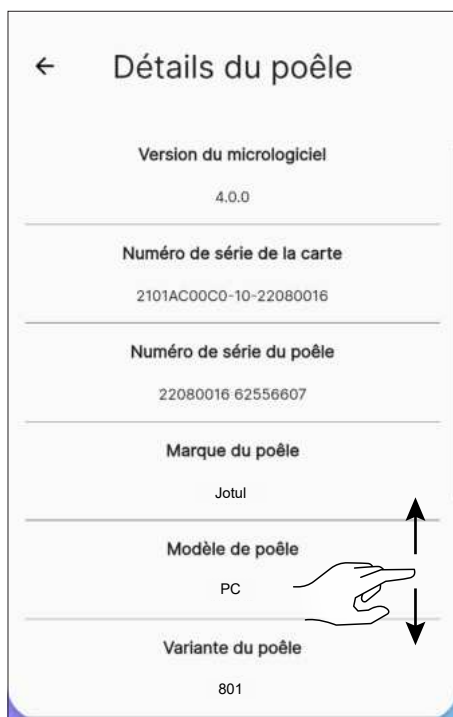 Détails du poêle
Version du micrologiciel
4.0.0
Numéro de série de la carte
2101AC00C0-10-22080016
Numéro de série du poêle
22080016 62556607
Marque du poêle
Jotul
Modèle de poêle
PC
Variante du poêle
801